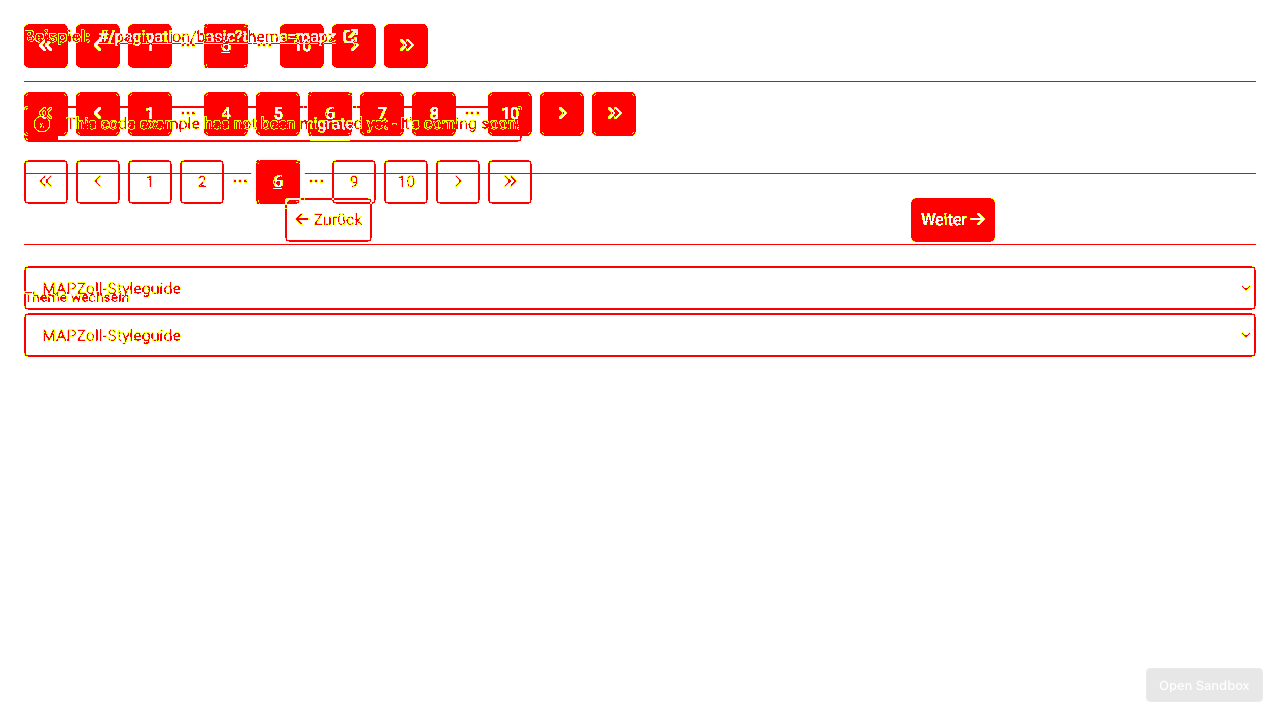 Beispiel: #/pagination/basic?thema=mapz
« ‹ 1 ··· 6 ··· 10 › »
« ‹ 1 ··· 4 5 6 7 8 ··· 10 › »
This code example has not been migrated yet - it's coming soon!
« ‹ 1 2 ··· 6 ··· 9 10 › »
← Zurück
Weiter →
MAPZoll-Styleguide
Theme wechseln
MAPZoll-Styleguide
Open Sandbox